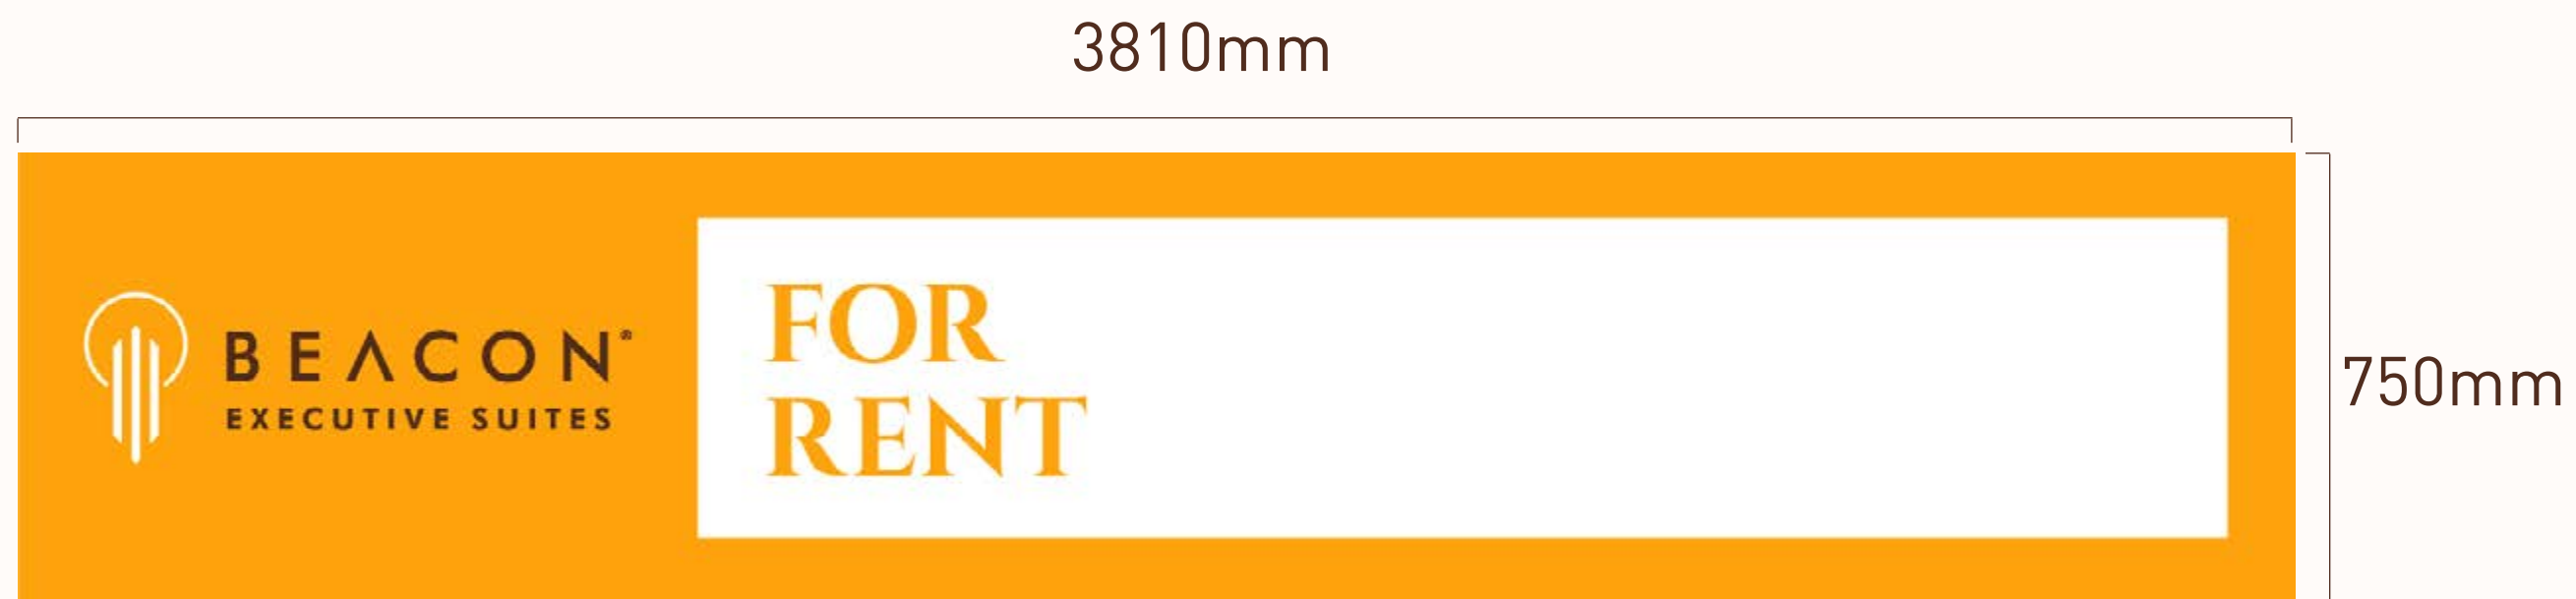 3810mm
BEACON®
EXECUTIVE SUITES
FOR
RENT
750mm